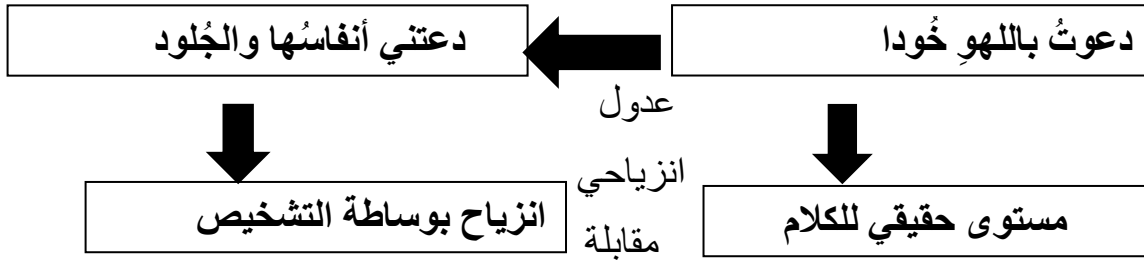 دعوتُ باللهوِ خُودا
دعتني أنفاسُها والجُلود
عدول
انزياحي
مقابلة
مستوى حقيقي للكلام
انزياح بوساطة التشخيص